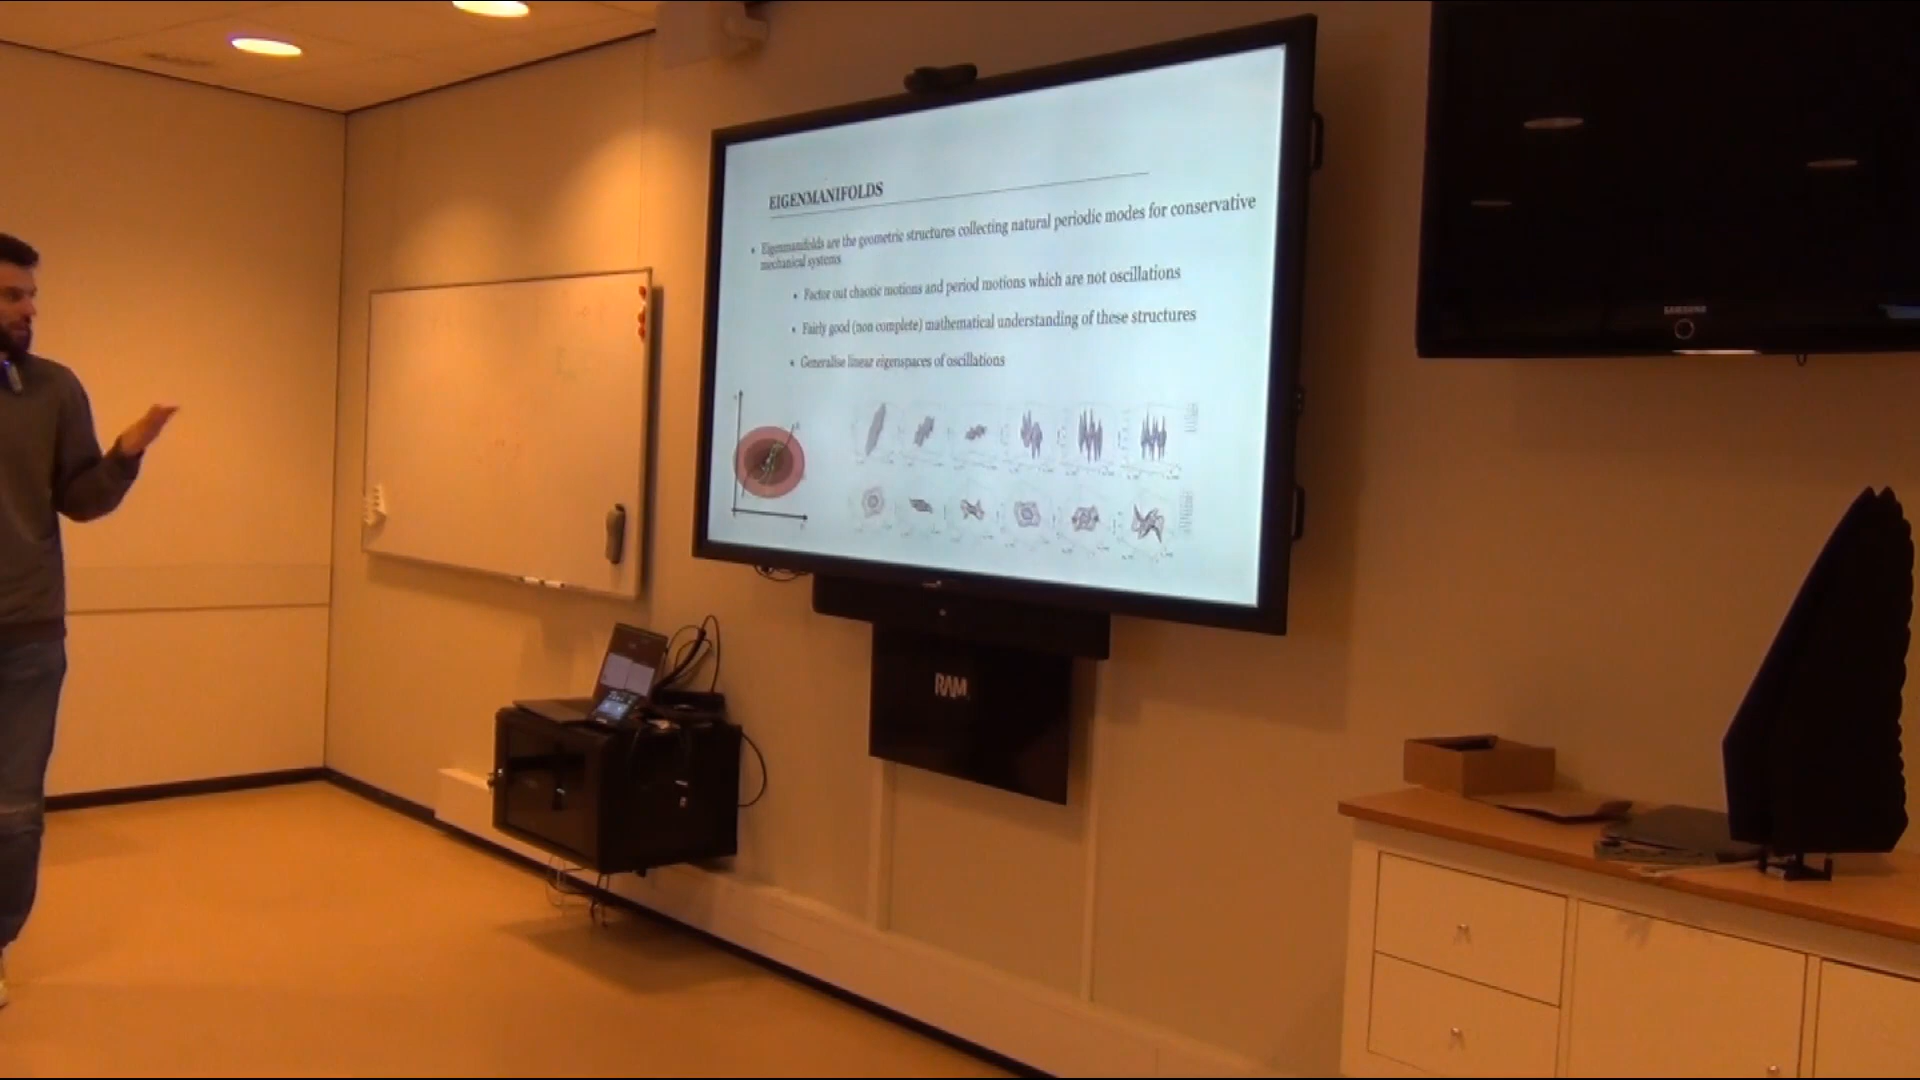 EIGENMANIFOLDS
• Eigenmanifolds are the geometric structures collecting natural periodic modes for conservative
mechanical systems
• Factor out chaotic motions and period motions which are not oscillations
• Fairly good (non complete) mathematical understanding of these structures
• Generalise linear eigenspaces of oscillations
SAMSUNG
RAM